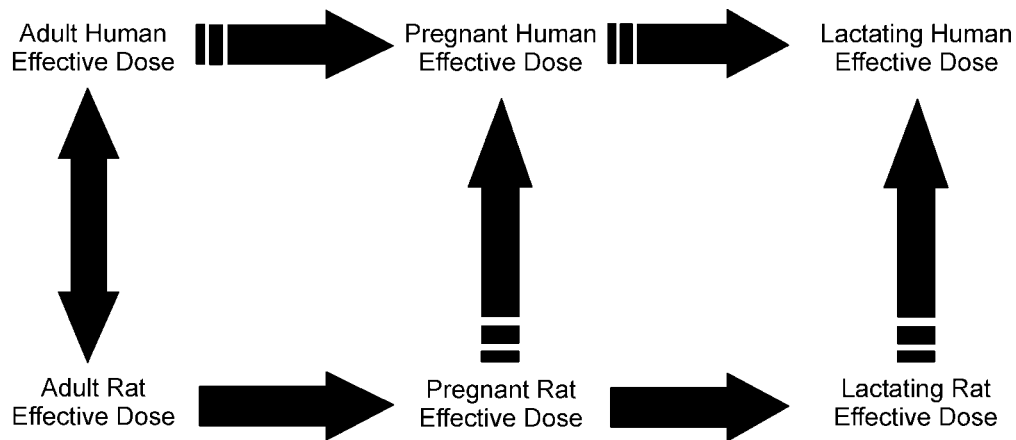 Adult Human
Effective Dose
Pregnant Human
Effective Dose
Lactating Human
Effective Dose
Adult Rat
Effective Dose
Pregnant Rat
Effective Dose
Lactating Rat
Effective Dose